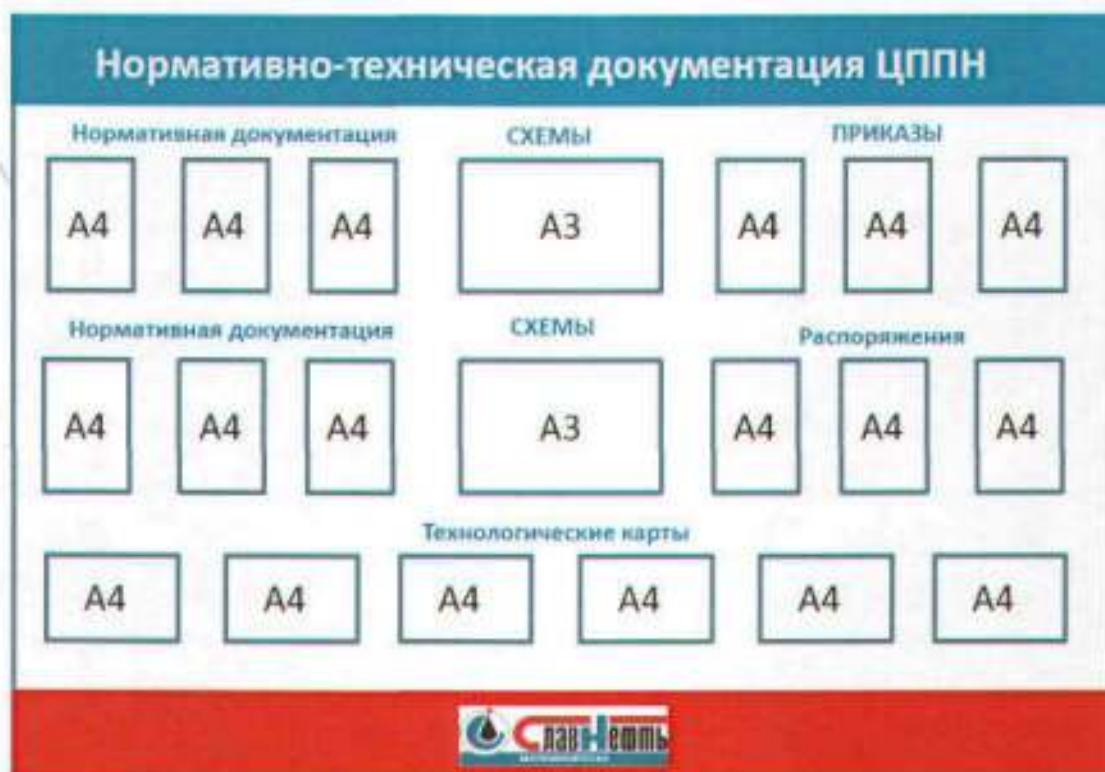 Нормативно-техническая документация ЦППН
Нормативная документация СХЕМЫ ПРИКАЗЫ
А4 А4 А4 А3 А4 А4 А4
Нормативная документация СХЕМЫ Распоряжения
А4 А4 А4 А3 А4 А4 А4
Технологические карты
А4 А4 А4 А4 А4 А4
СлавНефть